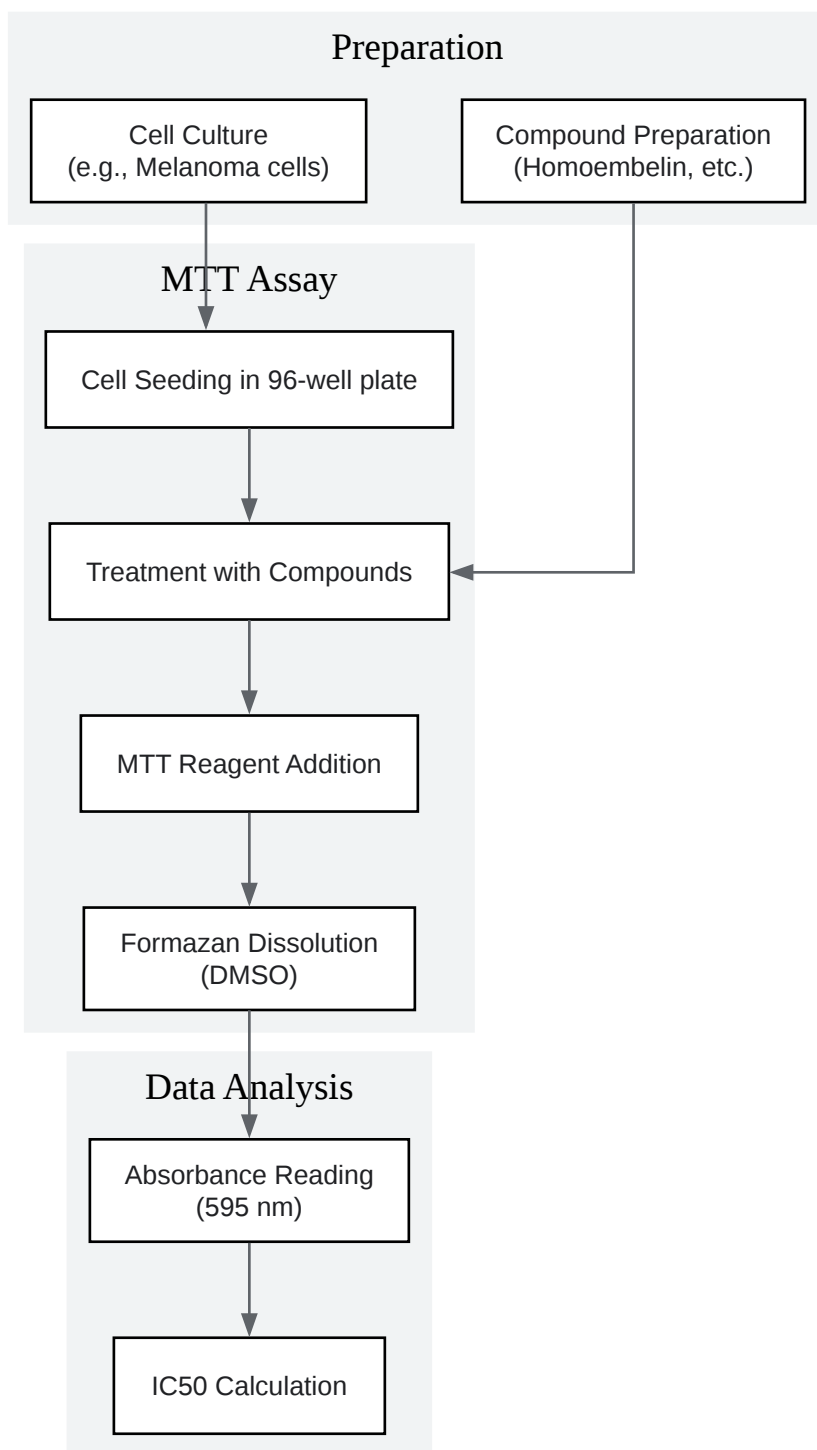 Preparation
Cell Culture
(e.g., Melanoma cells)
Compound Preparation
(Homoembelin, etc.)
MTT Assay
Cell Seeding in 96-well plate
Treatment with Compounds
MTT Reagent Addition
Formazan Dissolution
(DMSO)
Data Analysis
Absorbance Reading
(595 nm)
IC50 Calculation